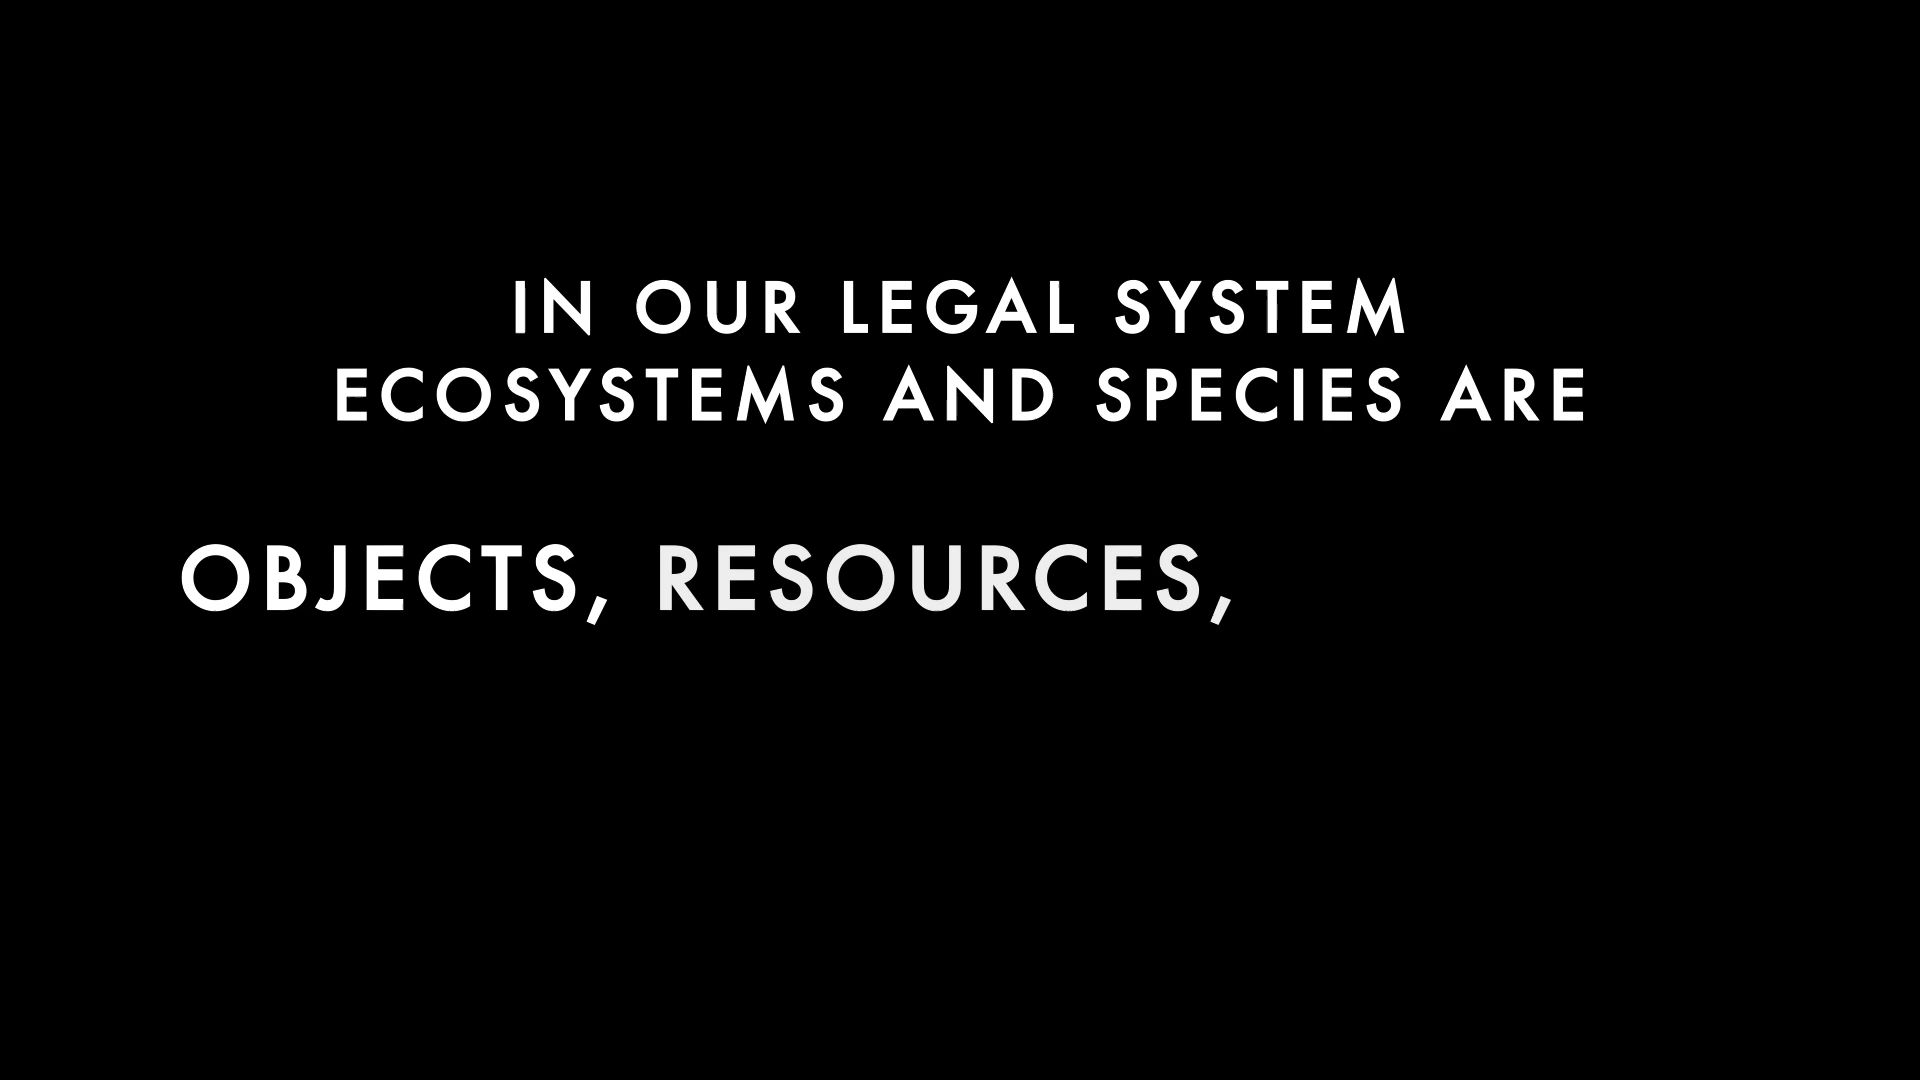 IN OUR LEGAL SYSTEM
ECOSYSTEMS AND SPECIES ARE
OBJECTS, RESOURCES,